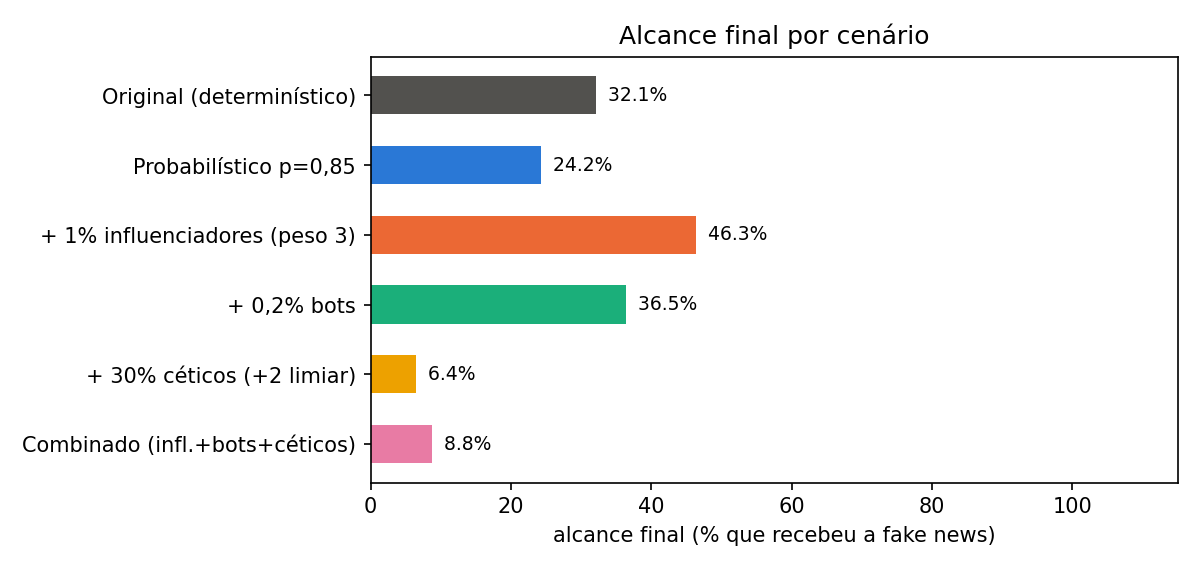 Alcance final por cenário
Original (determinístico)
32.1%
Probabilístico p=0,85
24.2%
+ 1% influenciadores (peso 3)
46.3%
+ 0,2% bots
36.5%
+ 30% céticos (+2 limiar)
6.4%
Combinado (infl.+bots+céticos)
8.8%
0 20 40 60 80 100
alcance final (% que recebeu a fake news)